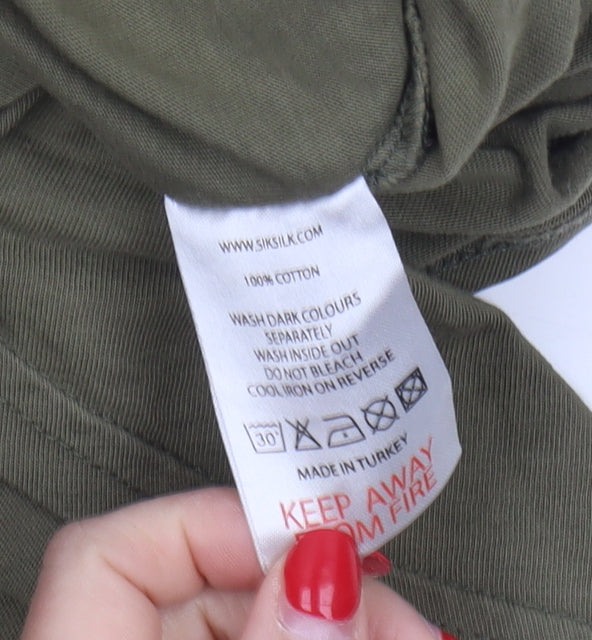 WWW.SIKSILK.COM
100% COTTON
WASH DARK COLOURS
SEPARATELY
WASH INSIDE OUT
DO NOT BLEACH
COOL IRON ON REVERSE
30°
MADE IN TURKEY
KEEP AWAY
FROM FIRE